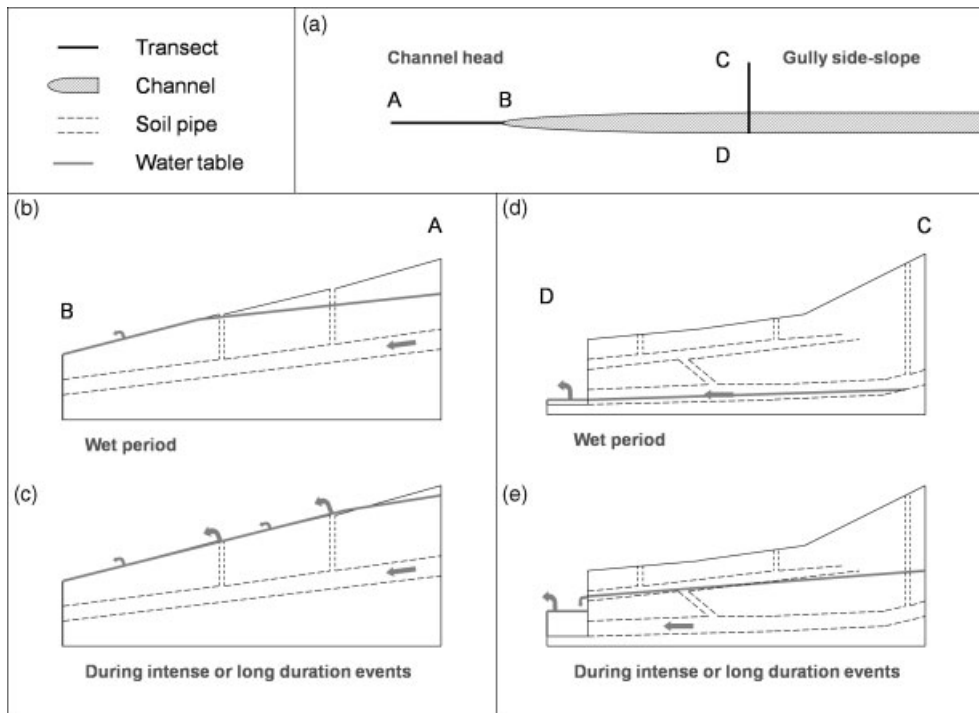 Transect
Channel
Soil pipe
Water table
(a)
Channel head
C
Gully side-slope
A
B
D
(b)
A
B
Wet period
(c)
During intense or long duration events
(d)
C
D
Wet period
(e)
During intense or long duration events